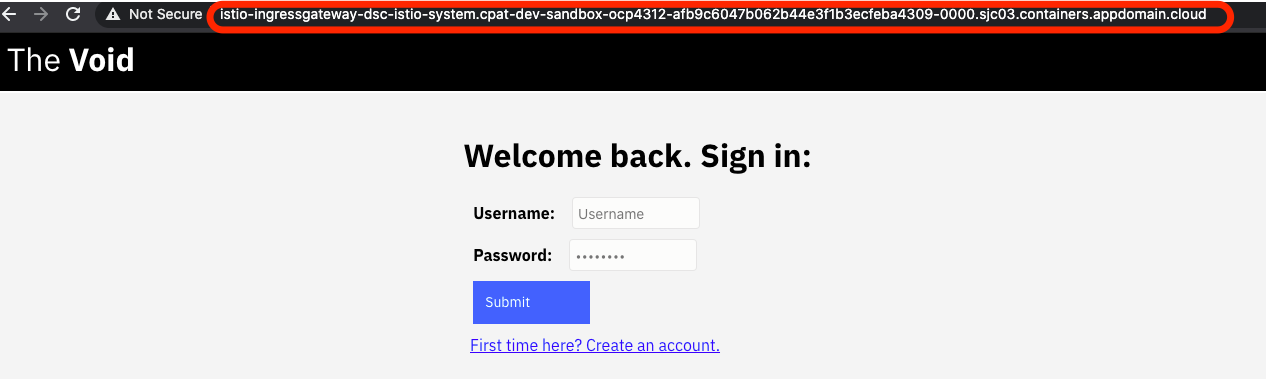 Not Secure istio-ingressgateway-dsc-istio-system.cpat-dev-sandbox-ocp4312-afb9c6047b062b44e3f1b3ecfeba4309-0000.sjc03.containers.appdomain.cloud
The Void
Welcome back. Sign in:
Username: Username
Password: ••••••••
Submit
First time here? Create an account.